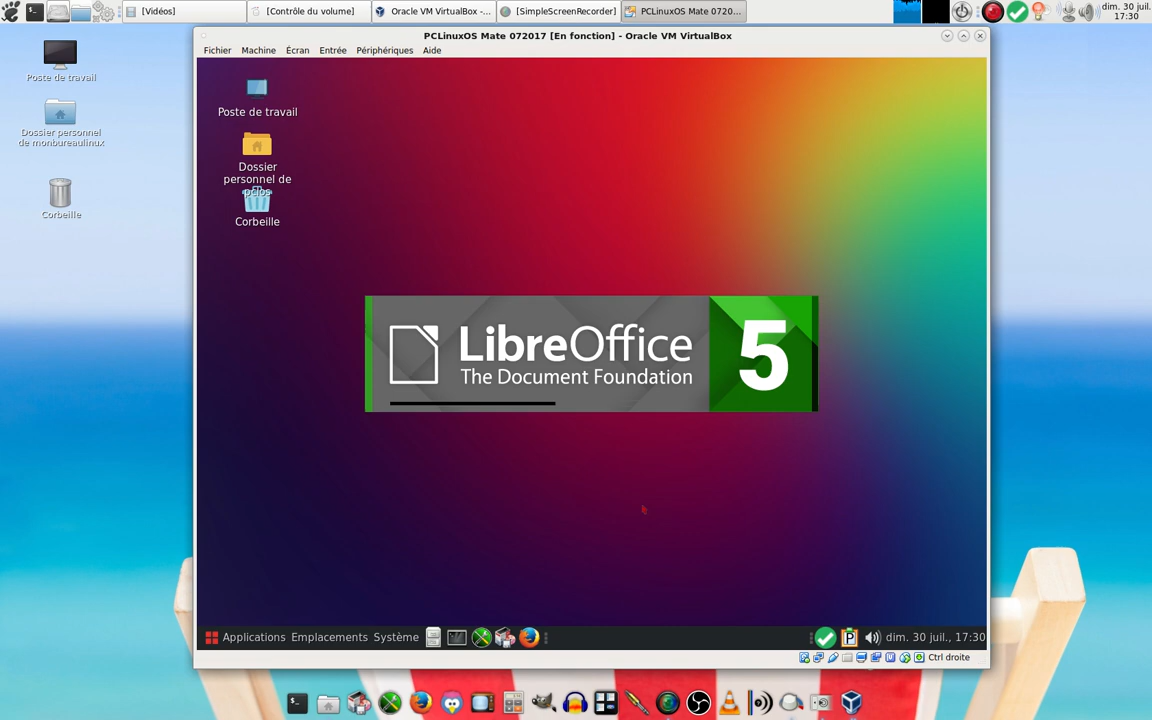 [Vidéos]
[Contrôle du volume]
Oracle VM VirtualBox -...
[SimpleScreenRecorder]
PCLinuxOS Mate 0720...
dim. 30 juil.
17:30
Poste de travail
Dossier personnel
de monbureaulinux
Corbeille
PCLinuxOS Mate 072017 [En fonction] - Oracle VM VirtualBox
Fichier Machine Écran Entrée Périphériques Aide
Poste de travail
Dossier
personnel de
pclos
Corbeille
LibreOffice
The Document Foundation
5
Applications Emplacements Système
dim. 30 juil., 17:30
Ctrl droite